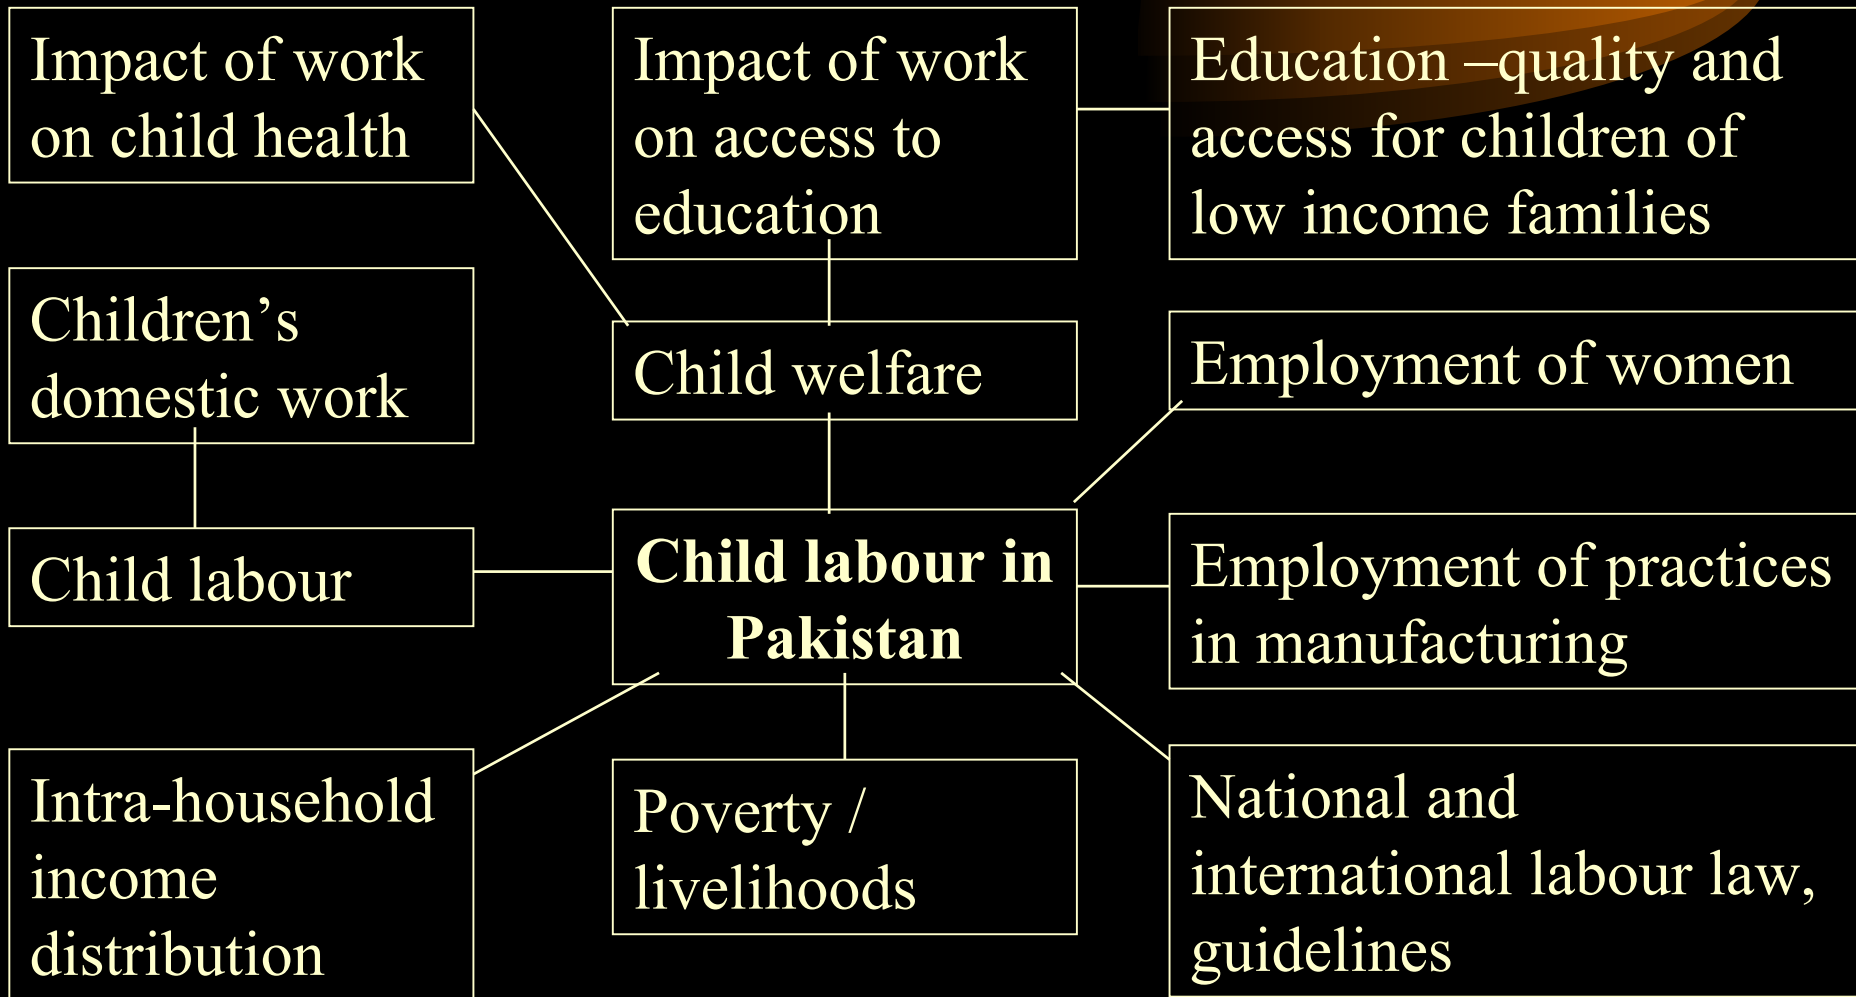 Impact of work
on child health
Impact of work
on access to
education
Education –quality and
access for children of
low income families
Children’s
domestic work
Child welfare
Employment of women
Child labour
Child labour in
Pakistan
Employment of practices
in manufacturing
Intra-household
income
distribution
Poverty /
livelihoods
National and
international labour law,
guidelines